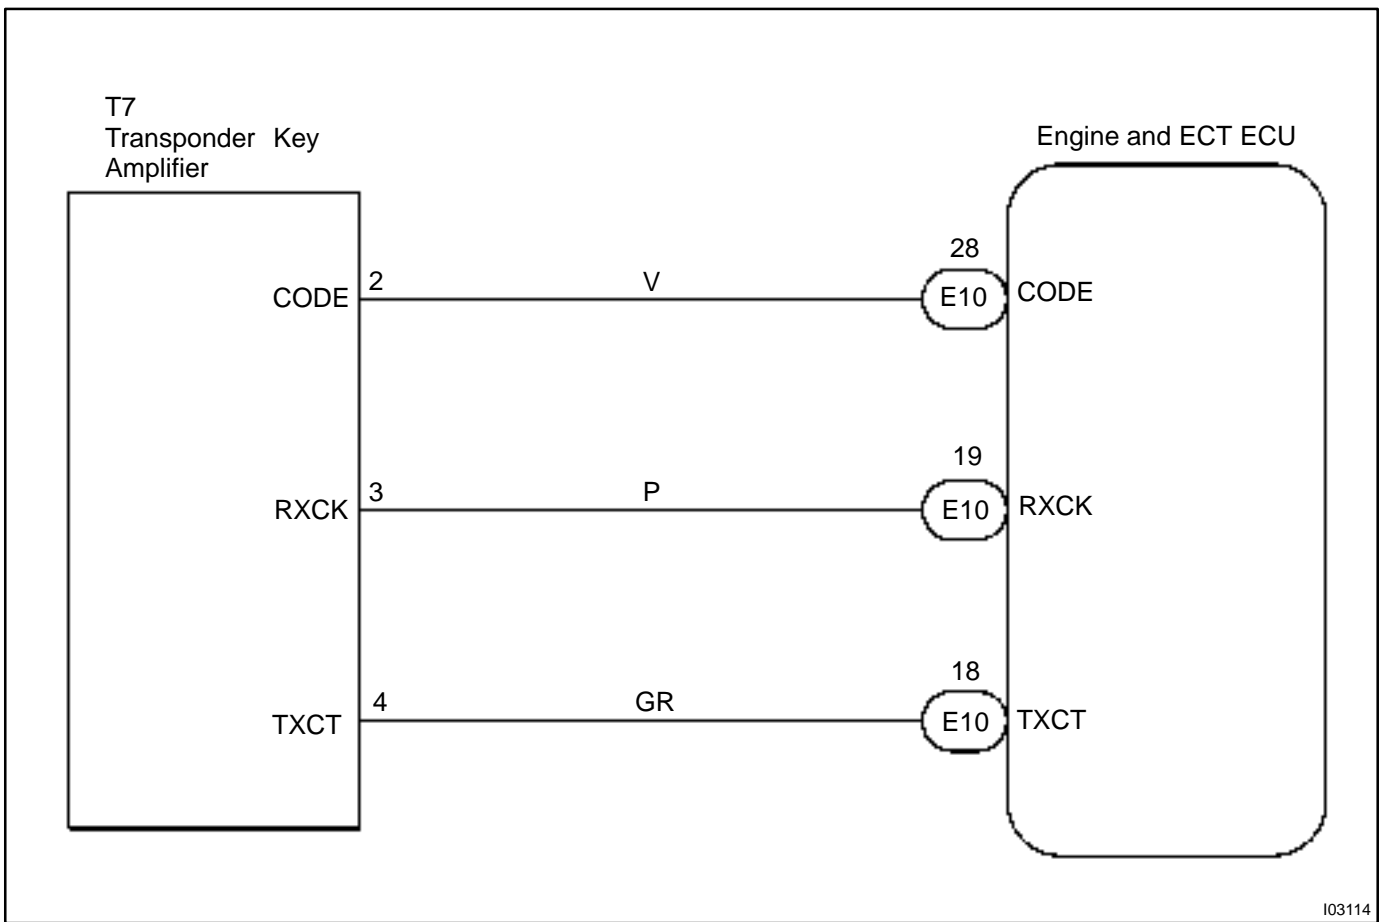 T7
Transponder Key
Amplifier
Engine and ECT ECU
28
CODE 2 V E10 CODE
19
RXCK 3 P E10 RXCK
18
TXCT 4 GR E10 TXCT
I03114